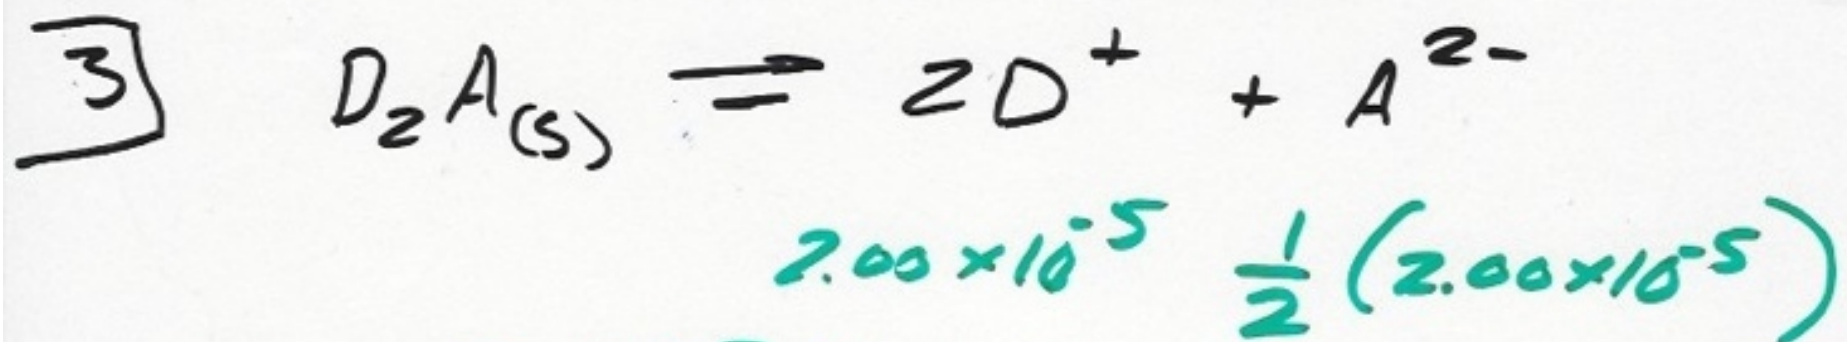 3] D₂A(s) ⇌ 2D⁺ + A²⁻
2.00×10⁻⁵ ½(2.00×10⁻⁵)